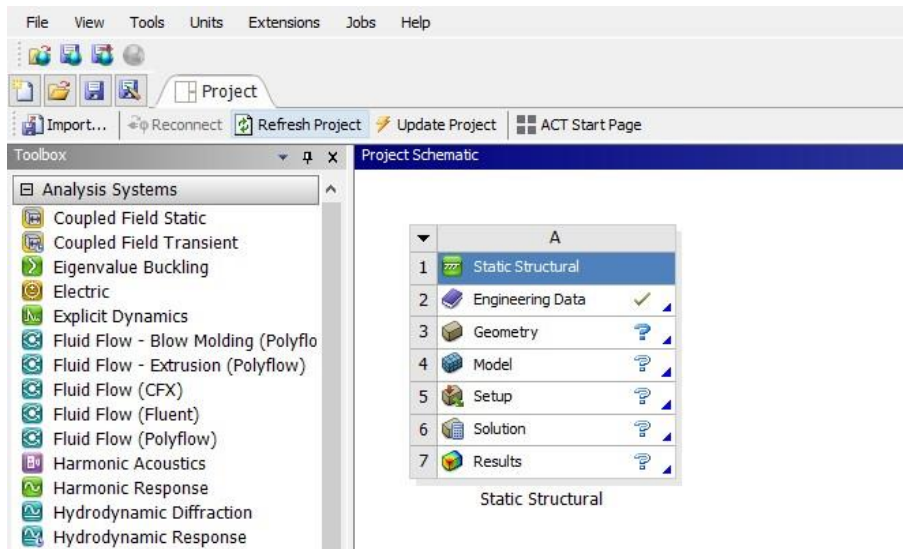 File View Tools Units Extensions Jobs Help
Project
Import... Reconnect Refresh Project Update Project ACT Start Page
Toolbox
Project Schematic
Analysis Systems
Coupled Field Static
Coupled Field Transient
Eigenvalue Buckling
Electric
Explicit Dynamics
Fluid Flow - Blow Molding (Polyflo
Fluid Flow - Extrusion (Polyflow)
Fluid Flow (CFX)
Fluid Flow (Fluent)
Fluid Flow (Polyflow)
Harmonic Acoustics
Harmonic Response
Hydrodynamic Diffraction
Hydrodynamic Response
A
1 Static Structural
2 Engineering Data
3 Geometry
4 Model
5 Setup
6 Solution
7 Results
Static Structural